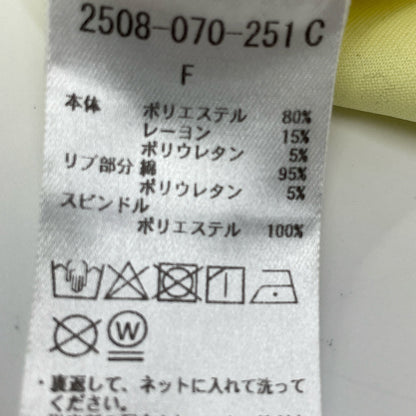 2508-070-251 C
F
本体 ポリエステル 80%
レーヨン 15%
ポリウレタン 5%
リブ部分 綿 95%
ポリウレタン 5%
スピンドル
ポリエステル 100%
W
・裏返して、ネットに入れて洗って
ください。